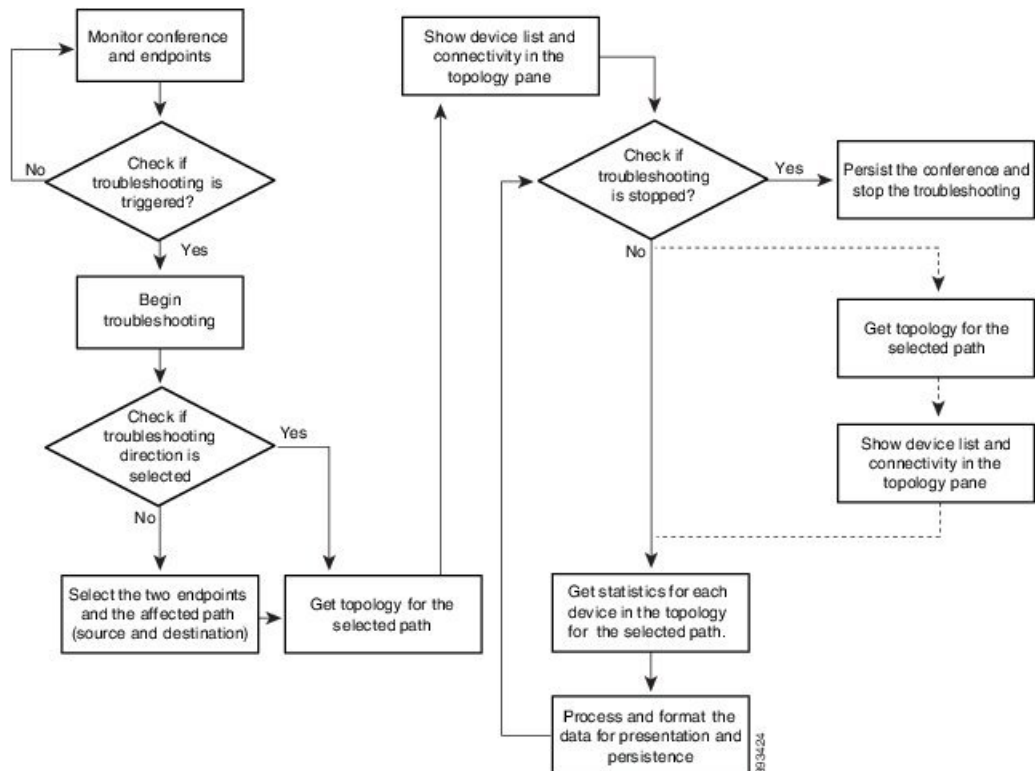 Monitor conference
and endpoints
No
Check if
troubleshooting is
triggered?
Yes
Begin
troubleshooting
Check if
troubleshooting
direction is
selected
Yes
No
Select the two endpoints
and the affected path
(source and destination)
Get topology for the
selected path
Show device list and
connectivity in the
topology pane
Check if
troubleshooting
is stopped?
Yes
Persist the conference and
stop the troubleshooting
No
Get topology for the
selected path
Show device list and
connectivity in the
topology pane
Get statistics for each
device in the topology
for the selected path.
Process and format the
data for presentation and
persistence